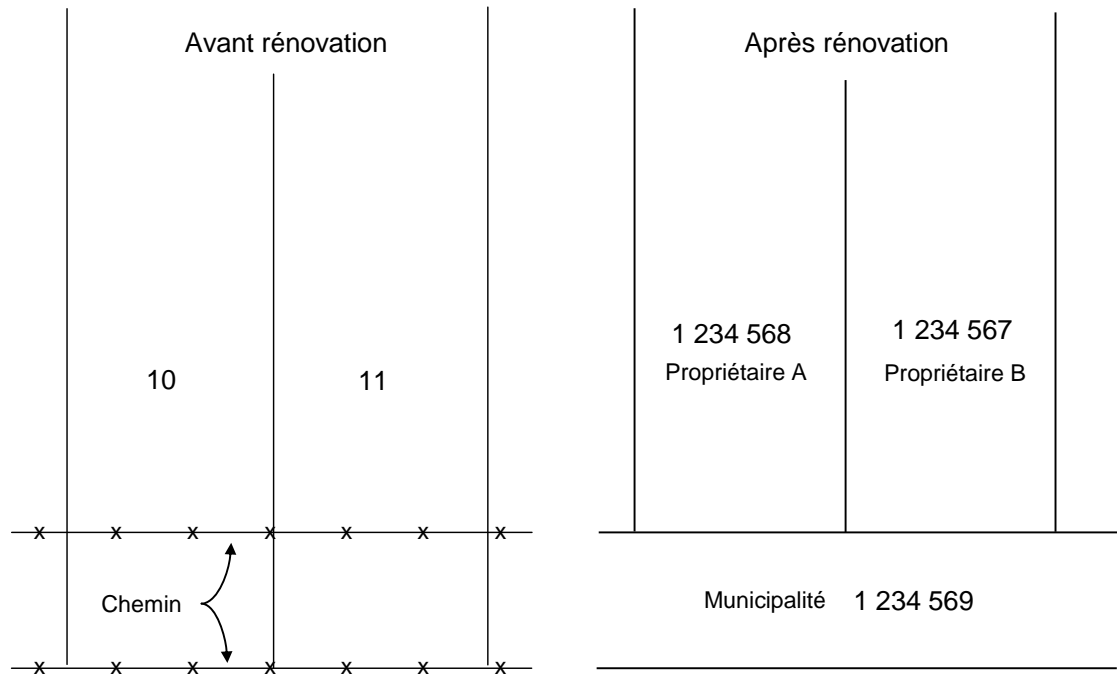 Avant rénovation
10
11
x x x x x x x
Chemin
x x x x x x x
Après rénovation
1 234 568
Propriétaire A
1 234 567
Propriétaire B
Municipalité 1 234 569